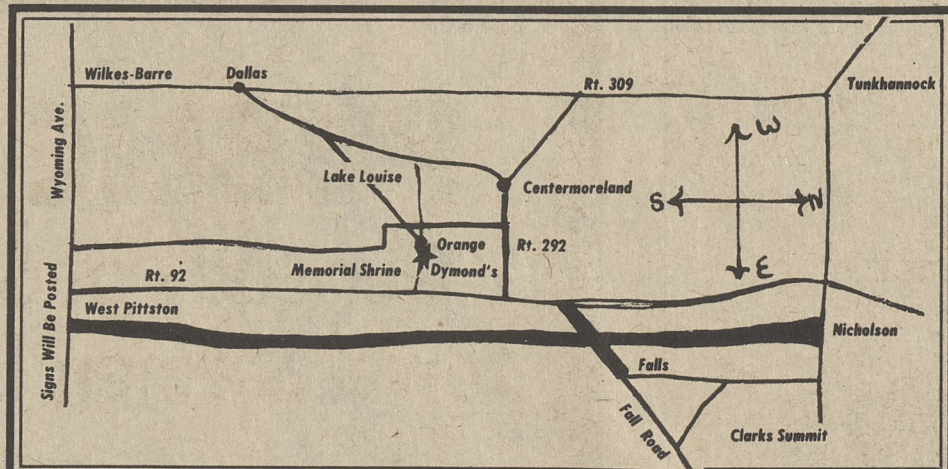 Wilkes-Barre
Dallas
Rt. 309
Tunkhannock
Wyoming Ave.
Lake Louise
Centermoreland
W
S
N
E
Orange
Rt. 292
Memorial Shrine
Dymond's
Rt. 92
West Pittston
Signs Will Be Posted
Nicholson
Falls
Fall Road
Clarks Summit